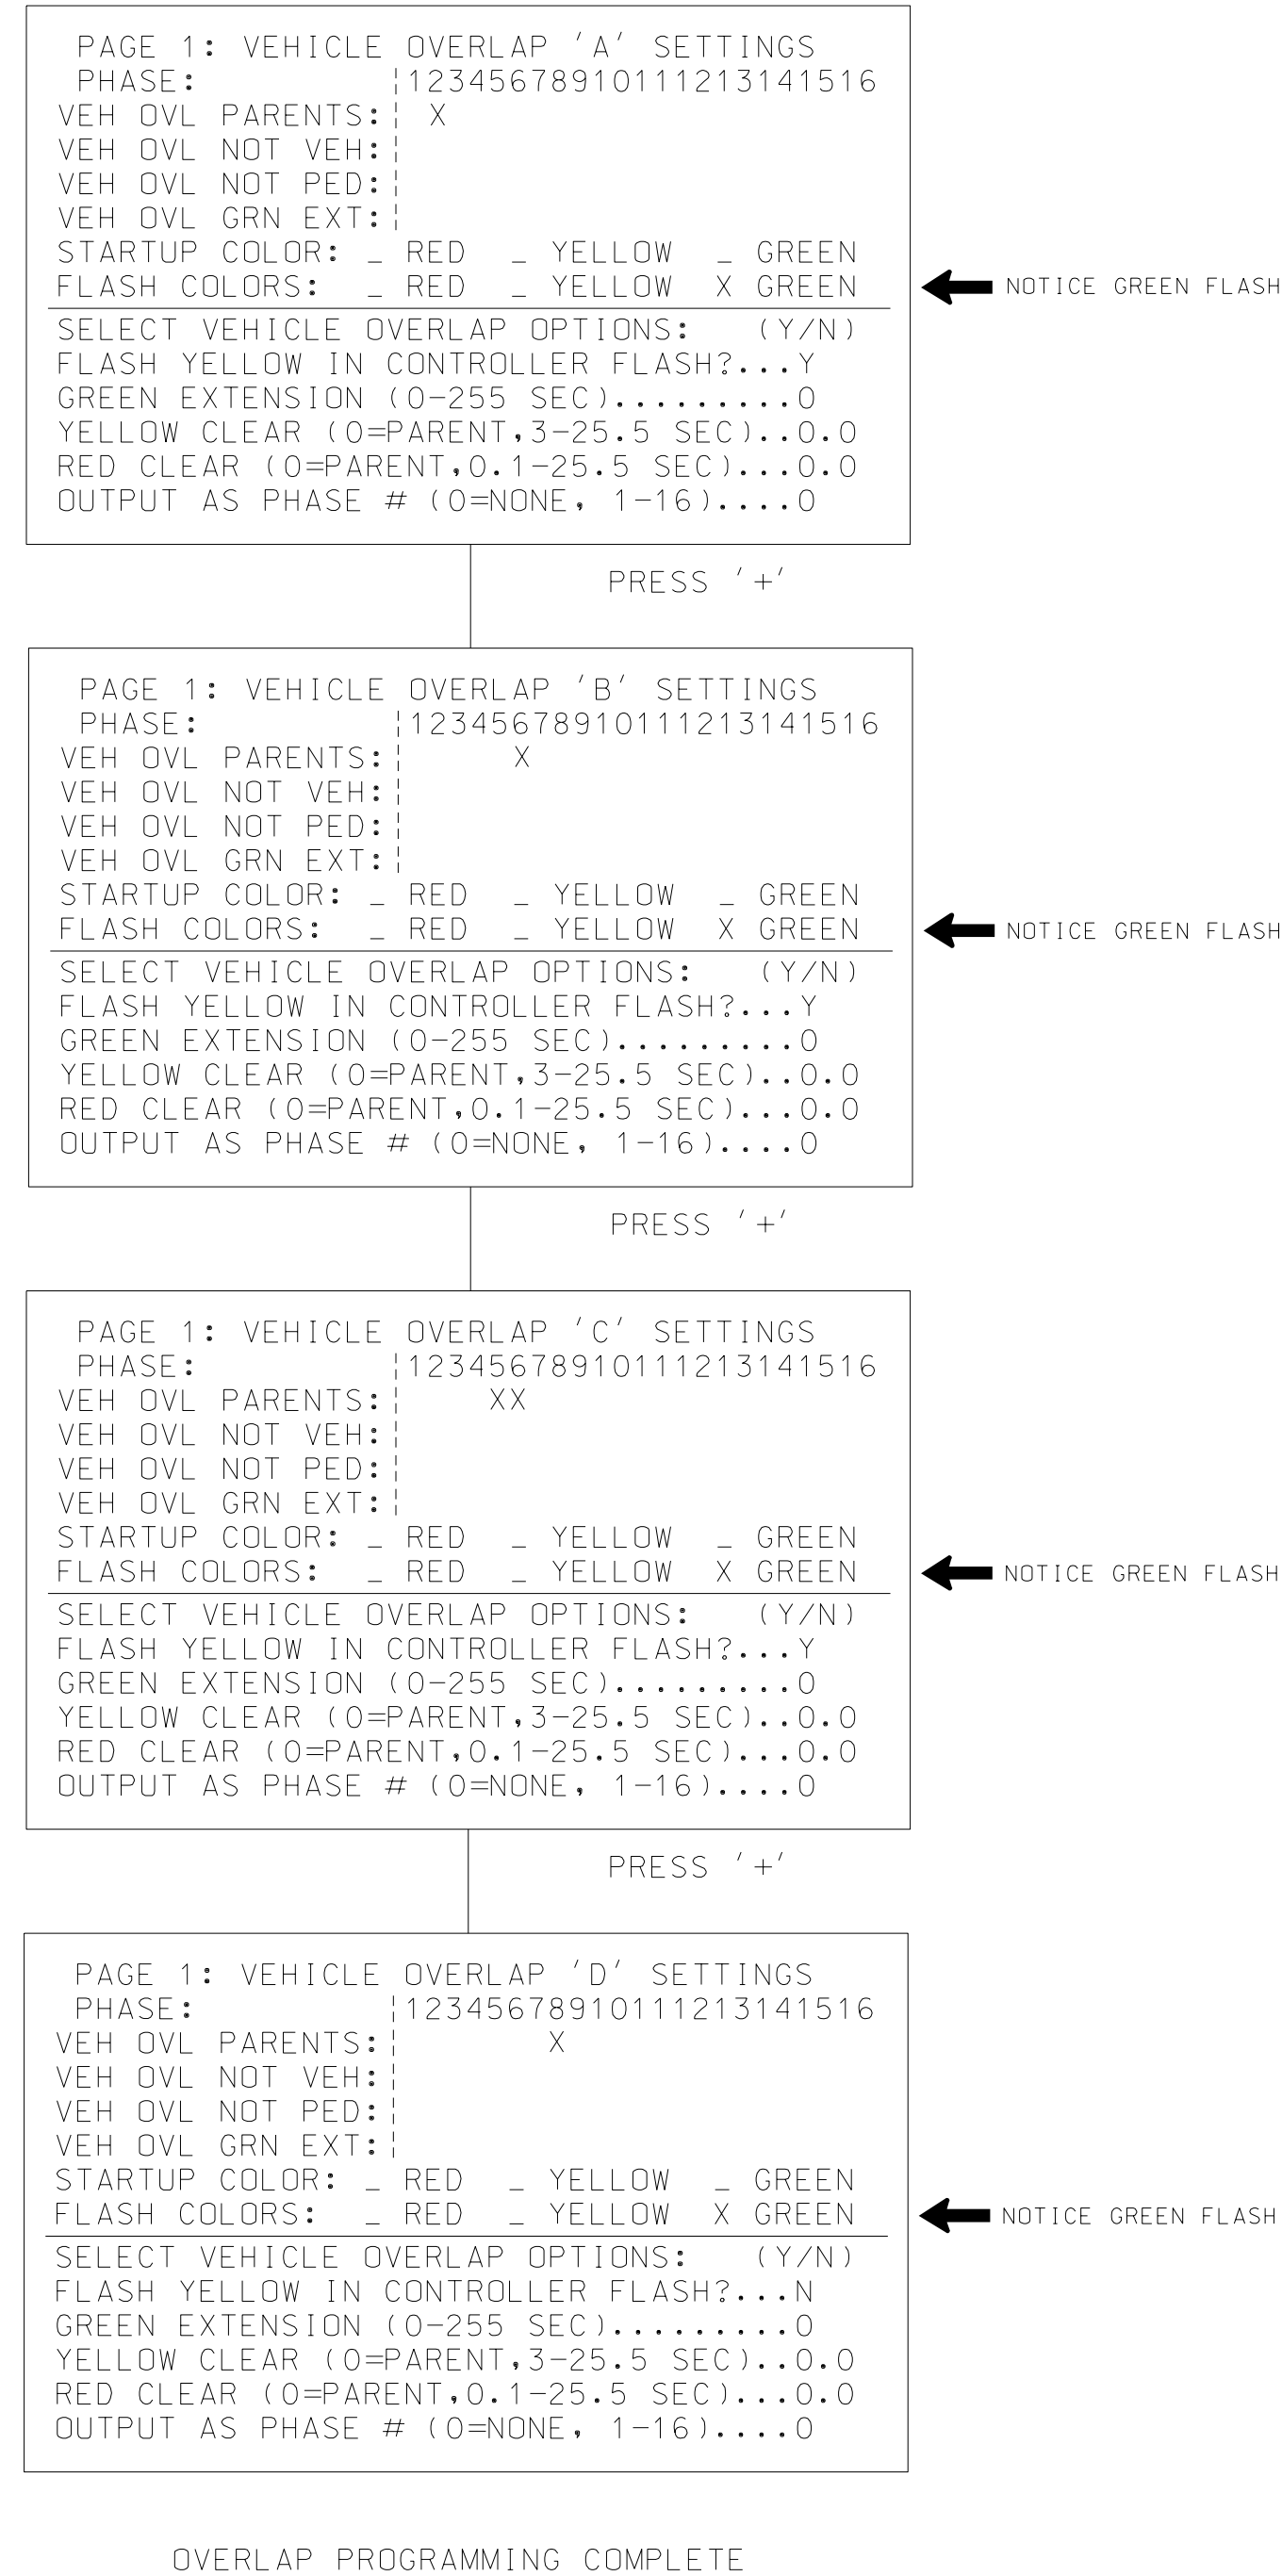 PAGE 1: VEHICLE OVERLAP 'A' SETTINGS
PHASE: |12345678910111213141516
VEH OVL PARENTS:| X
VEH OVL NOT VEH:|
VEH OVL NOT PED:|
VEH OVL GRN EXT:|
STARTUP COLOR: _ RED _ YELLOW _ GREEN
FLASH COLORS: _ RED _ YELLOW X GREEN
NOTICE GREEN FLASH
SELECT VEHICLE OVERLAP OPTIONS: (Y/N)
FLASH YELLOW IN CONTROLLER FLASH?...Y
GREEN EXTENSION (0-255 SEC).........0
YELLOW CLEAR (0=PARENT,3-25.5 SEC)..0.0
RED CLEAR (0=PARENT,0.1-25.5 SEC)...0.0
OUTPUT AS PHASE # (0=NONE, 1-16)....0
PRESS '+'
PAGE 1: VEHICLE OVERLAP 'B' SETTINGS
PHASE: |12345678910111213141516
VEH OVL PARENTS:| X
VEH OVL NOT VEH:|
VEH OVL NOT PED:|
VEH OVL GRN EXT:|
STARTUP COLOR: _ RED _ YELLOW _ GREEN
FLASH COLORS: _ RED _ YELLOW X GREEN
NOTICE GREEN FLASH
SELECT VEHICLE OVERLAP OPTIONS: (Y/N)
FLASH YELLOW IN CONTROLLER FLASH?...Y
GREEN EXTENSION (0-255 SEC).........0
YELLOW CLEAR (0=PARENT,3-25.5 SEC)..0.0
RED CLEAR (0=PARENT,0.1-25.5 SEC)...0.0
OUTPUT AS PHASE # (0=NONE, 1-16)....0
PRESS '+'
PAGE 1: VEHICLE OVERLAP 'C' SETTINGS
PHASE: |12345678910111213141516
VEH OVL PARENTS:| XX
VEH OVL NOT VEH:|
VEH OVL NOT PED:|
VEH OVL GRN EXT:|
STARTUP COLOR: _ RED _ YELLOW _ GREEN
FLASH COLORS: _ RED _ YELLOW X GREEN
NOTICE GREEN FLASH
SELECT VEHICLE OVERLAP OPTIONS: (Y/N)
FLASH YELLOW IN CONTROLLER FLASH?...Y
GREEN EXTENSION (0-255 SEC).........0
YELLOW CLEAR (0=PARENT,3-25.5 SEC)..0.0
RED CLEAR (0=PARENT,0.1-25.5 SEC)...0.0
OUTPUT AS PHASE # (0=NONE, 1-16)....0
PRESS '+'
PAGE 1: VEHICLE OVERLAP 'D' SETTINGS
PHASE: |12345678910111213141516
VEH OVL PARENTS:| X
VEH OVL NOT VEH:|
VEH OVL NOT PED:|
VEH OVL GRN EXT:|
STARTUP COLOR: _ RED _ YELLOW _ GREEN
FLASH COLORS: _ RED _ YELLOW X GREEN
NOTICE GREEN FLASH
SELECT VEHICLE OVERLAP OPTIONS: (Y/N)
FLASH YELLOW IN CONTROLLER FLASH?...N
GREEN EXTENSION (0-255 SEC).........0
YELLOW CLEAR (0=PARENT,3-25.5 SEC)..0.0
RED CLEAR (0=PARENT,0.1-25.5 SEC)...0.0
OUTPUT AS PHASE # (0=NONE, 1-16)....0
OVERLAP PROGRAMMING COMPLETE